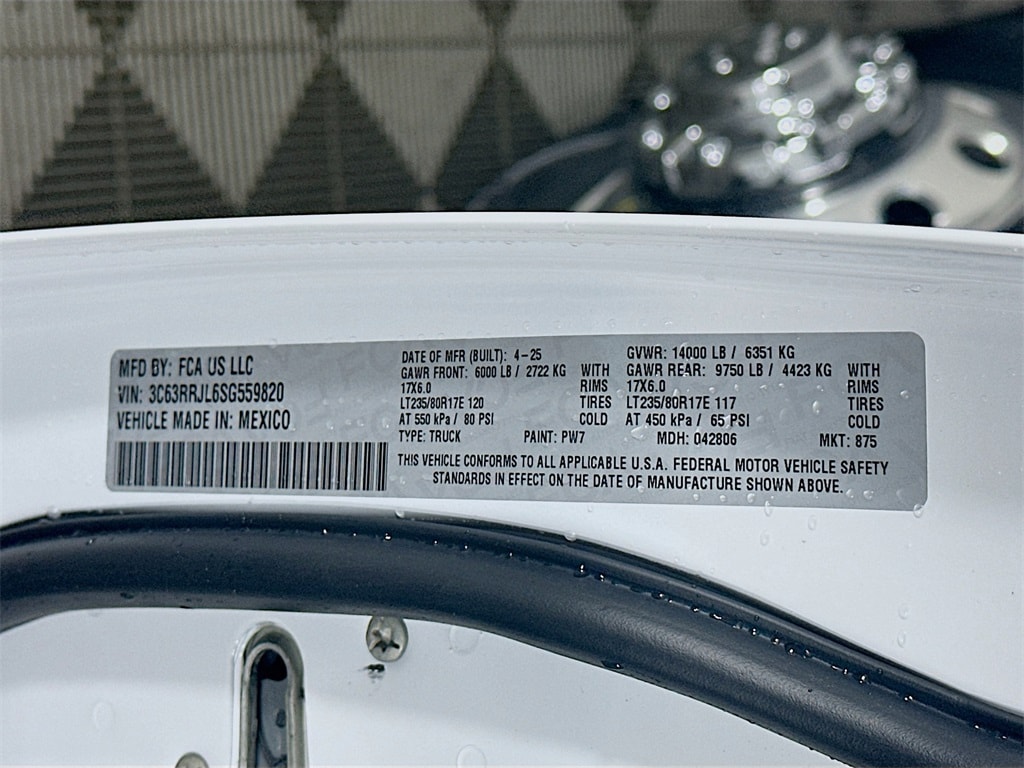 MFD BY: FCA US LLC
VIN: 3C63RRJL6SG559820
VEHICLE MADE IN: MEXICO
DATE OF MFR (BUILT): 4-25
GAWR FRONT: 6000 LB / 2722 KG WITH
17X6.0 RIMS
LT235/80R17E 120 TIRES
AT 550 kPa / 80 PSI COLD
TYPE: TRUCK PAINT: PW7
GVWR: 14000 LB / 6351 KG
GAWR REAR: 9750 LB / 4423 KG WITH
17X6.0 RIMS
LT235/80R17E 117 TIRES
AT 450 kPa / 65 PSI COLD
MDH: 042806 MKT: 875
THIS VEHICLE CONFORMS TO ALL APPLICABLE U.S.A. FEDERAL MOTOR VEHICLE SAFETY
STANDARDS IN EFFECT ON THE DATE OF MANUFACTURE SHOWN ABOVE.